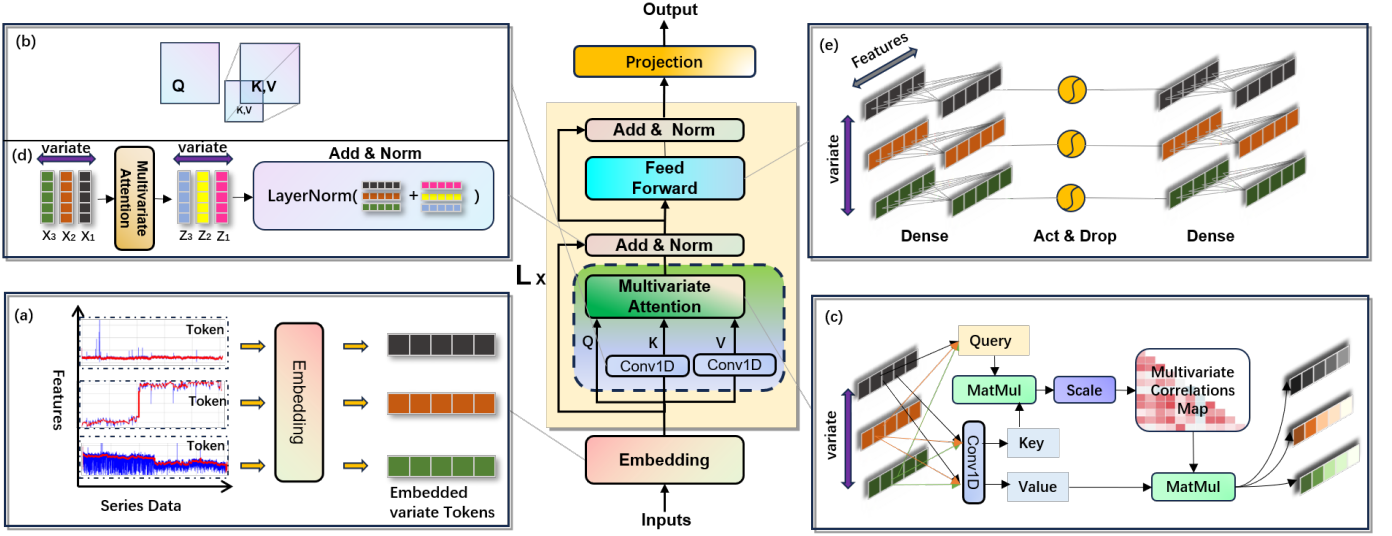 (b)
Q
K,V
K,V
(d)
variate
Multivariate
Attention
variate
Add & Norm
LayerNorm(
+
)
X3 X2 X1
Z3 Z2 Z1
(a)
Features
Token
Token
Token
Embedding
Series Data
Embedded
variate Tokens
Output
Projection
Add & Norm
Feed
Forward
Add & Norm
L x
Multivariate
Attention
Q
K
V
Conv1D
Conv1D
Embedding
Inputs
(e)
Features
variate
Dense
Act & Drop
Dense
(c)
variate
Query
MatMul
Scale
Multivariate
Correlations
Map
Conv1D
Key
Value
MatMul